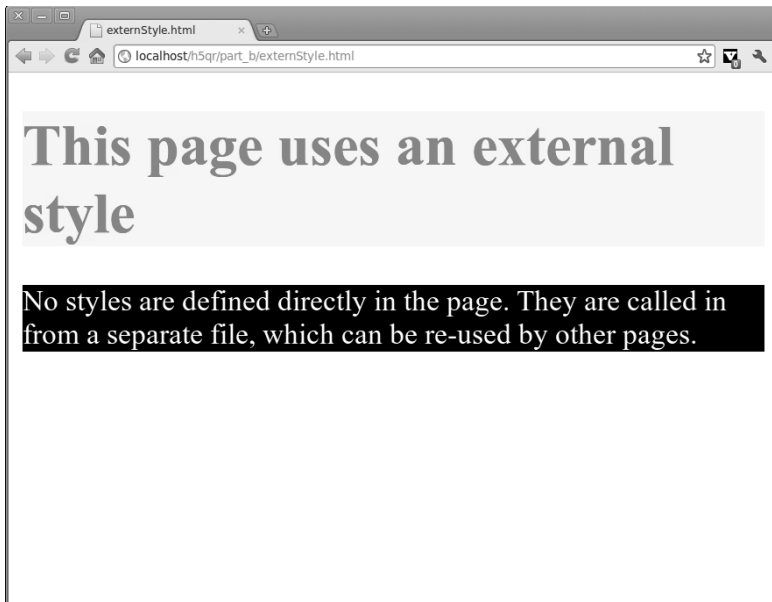 externStyle.html
localhost/h5qr/part_b/externStyle.html
0
This page uses an external
style
No styles are defined directly in the page. They are called in
from a separate file, which can be re-used by other pages.